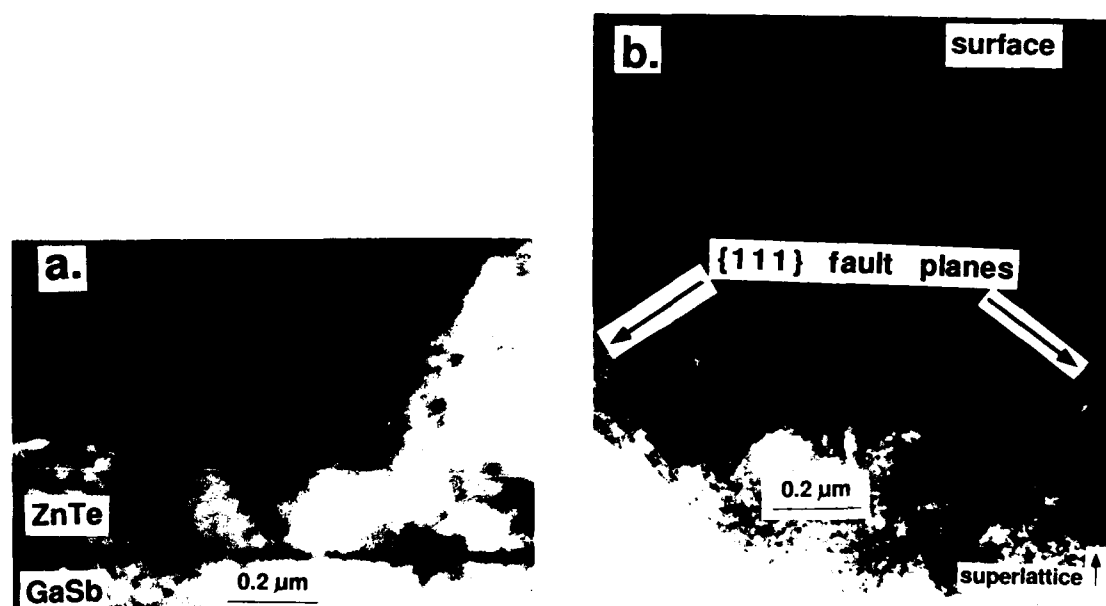 a.
ZnTe
GaSb
0.2 µm
b.
surface
{111} fault planes
0.2 µm
superlattice